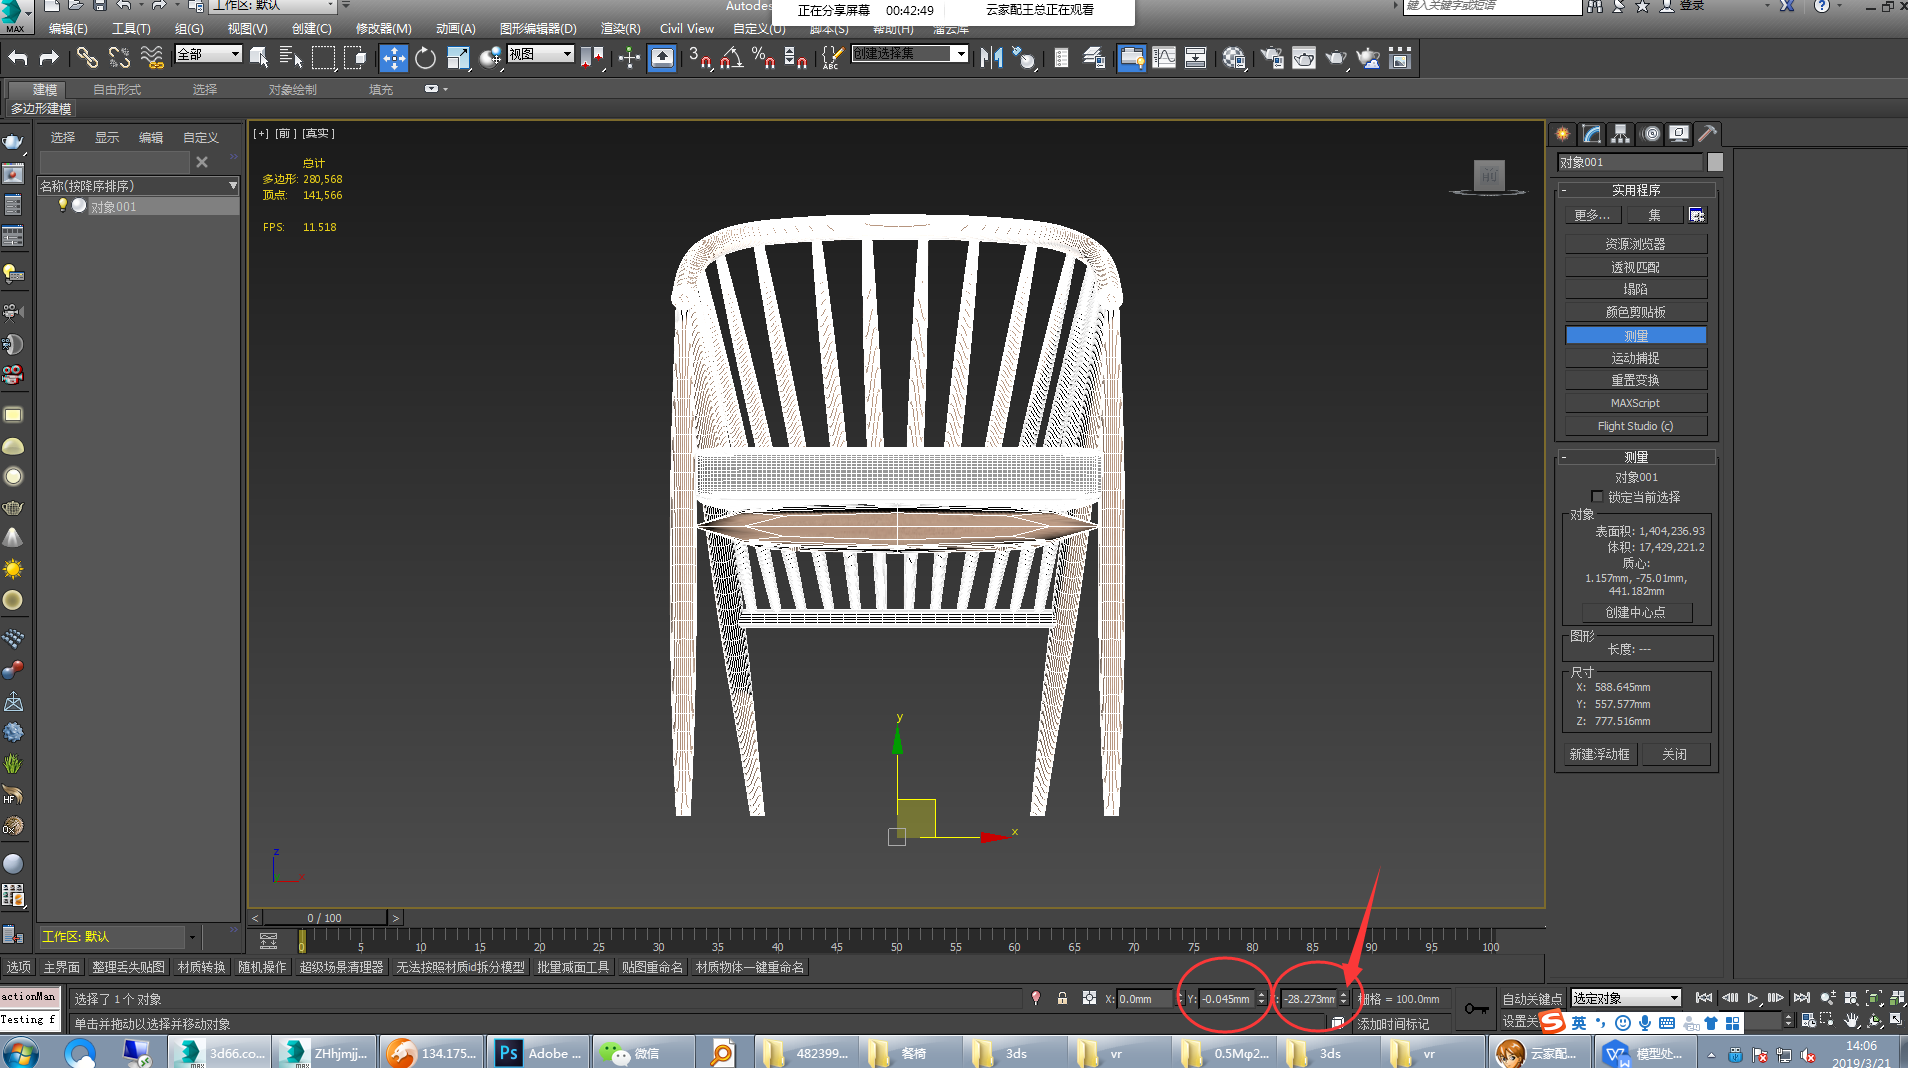 工作区: 默认
Autodes
正在分享屏幕 00:42:49 云家配王总正在观看
键入关键字或短语
登录
MAX
编辑(E) 工具(T) 组(G) 视图(V) 创建(C) 修改器(M) 动画(A) 图形编辑器(D) 渲染(R) Civil View 自定义(U) 脚本(S) 帮助(H)
全部
视图
创建选择集
建模 自由形式 选择 对象绘制 填充
多边形建模
选择 显示 编辑 自定义
名称(按降序排序)
对象001
[+] [前] [真实]
总计
多边形: 280,568
顶点: 141,566
FPS: 11.518
前
y
x
z
x
对象001
实用程序
更多... 集
资源浏览器
透视匹配
塌陷
颜色剪贴板
测量
运动捕捉
重置变换
MAXScript
Flight Studio (c)
测量
对象001
锁定当前选择
对象
表面积: 1,404,236.93
体积: 17,429,221.2
质心:
1.157mm, -75.01mm,
441.182mm
创建中心点
图形
长度: ---
尺寸
X: 588.645mm
Y: 557.577mm
Z: 777.516mm
新建浮动框 关闭
< 0 / 100 >
工作区: 默认
0 5 10 15 20 25 30 35 40 45 50 55 60 65 70 75 80 85 90 95 100
选项 主界面 整理丢失贴图 材质转换 随机操作 超级场景清理器 无法按照材质id拆分模型 批量减面工具 贴图重命名 材质物体一键重命名
actionMan
Testing f
选择了 1 个 对象
X: 0.0mm Y: -0.045mm -28.273mm 栅格 = 100.0mm
自动关键点 选定对象
单击并拖动以选择并移动对象
添加时间标记
设置关
英
3d66.co... ZHhjmjj... 134.175... Adobe ... 微信 482399... 餐椅 3ds vr 0.5Mφ2... 3ds vr 云家配... 模型处...
14:06
2019/3/21